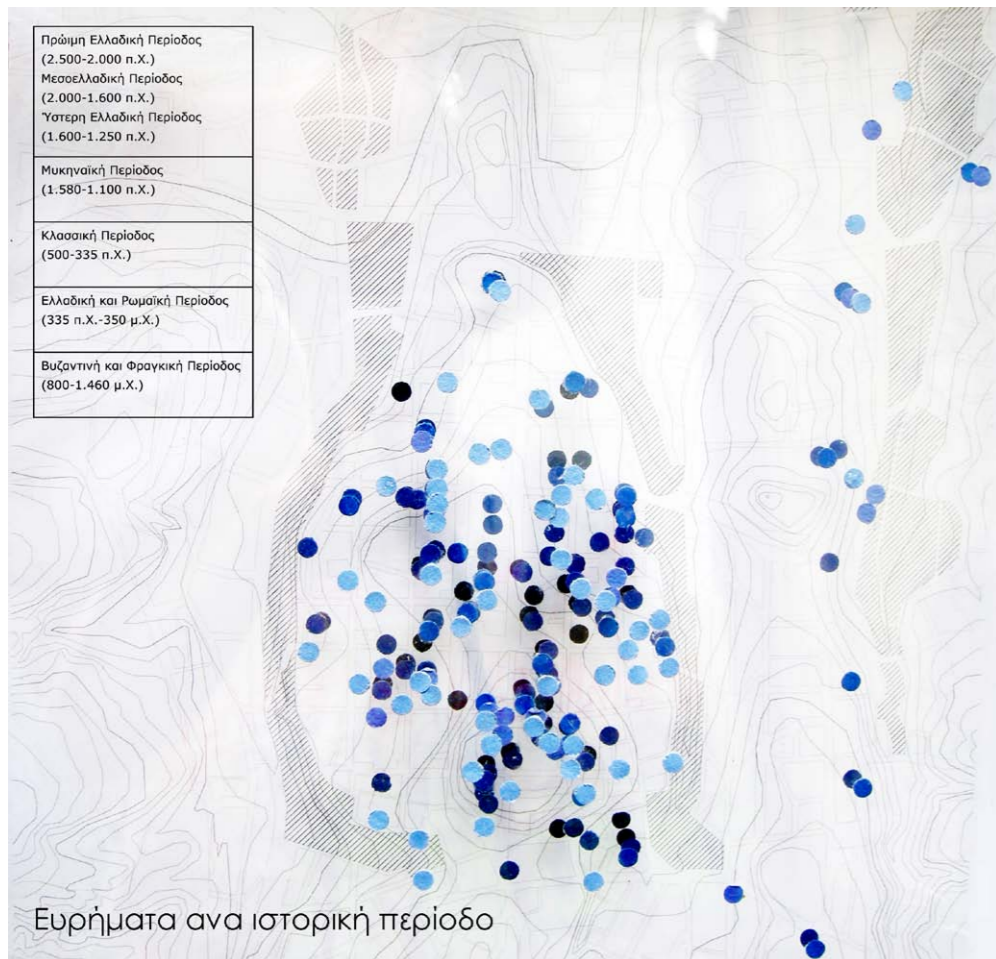 Πρώιμη Ελλαδική Περίοδος
(2.500-2.000 π.Χ.)
Μεσοελλαδική Περίοδος
(2.000-1.600 π.Χ.)
Ύστερη Ελλαδική Περίοδος
(1.600-1.250 π.Χ.)
Μυκηναϊκή Περίοδος
(1.580-1.100 π.Χ.)
Κλασσική Περίοδος
(500-335 π.Χ.)
Ελλαδική και Ρωμαϊκή Περίοδος
(335 π.Χ.-350 μ.Χ.)
Βυζαντινή και Φραγκική Περίοδος
(800-1.460 μ.Χ.)
Ευρήματα ανα ιστορική περίοδο